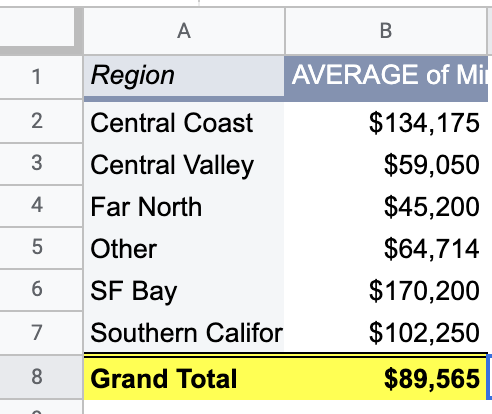 A B
1 Region AVERAGE of Mi
2 Central Coast $134,175
3 Central Valley $59,050
4 Far North $45,200
5 Other $64,714
6 SF Bay $170,200
7 Southern Califor $102,250
8 Grand Total $89,565